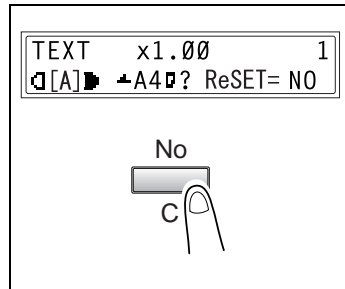 TEXT x1.00 1
[A] A4? ReSET= NO
No
C